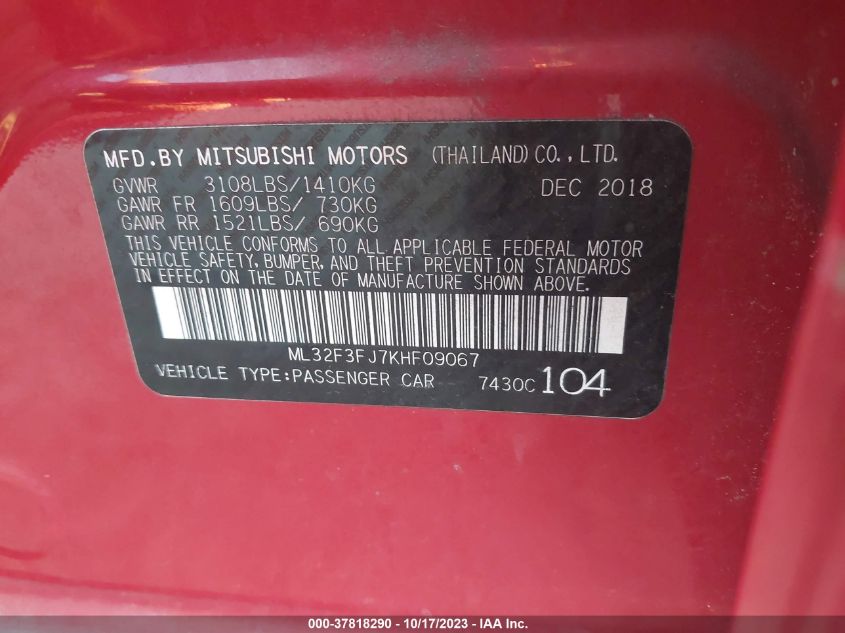 MFD.BY MITSUBISHI MOTORS (THAILAND)CO.,LTD.
GVWR 3108LBS/1410KG DEC 2018
GAWR FR 1609LBS/ 730KG
GAWR RR 1521LBS/ 690KG
THIS VEHICLE CONFORMS TO ALL APPLICABLE FEDERAL MOTOR
VEHICLE SAFETY, BUMPER, AND THEFT PREVENTION STANDARDS
IN EFFECT ON THE DATE OF MANUFACTURE SHOWN ABOVE.
ML32F3FJ7KHF09067
VEHICLE TYPE:PASSENGER CAR 7430C 104
000-37818290 - 10/17/2023 - IAA Inc.